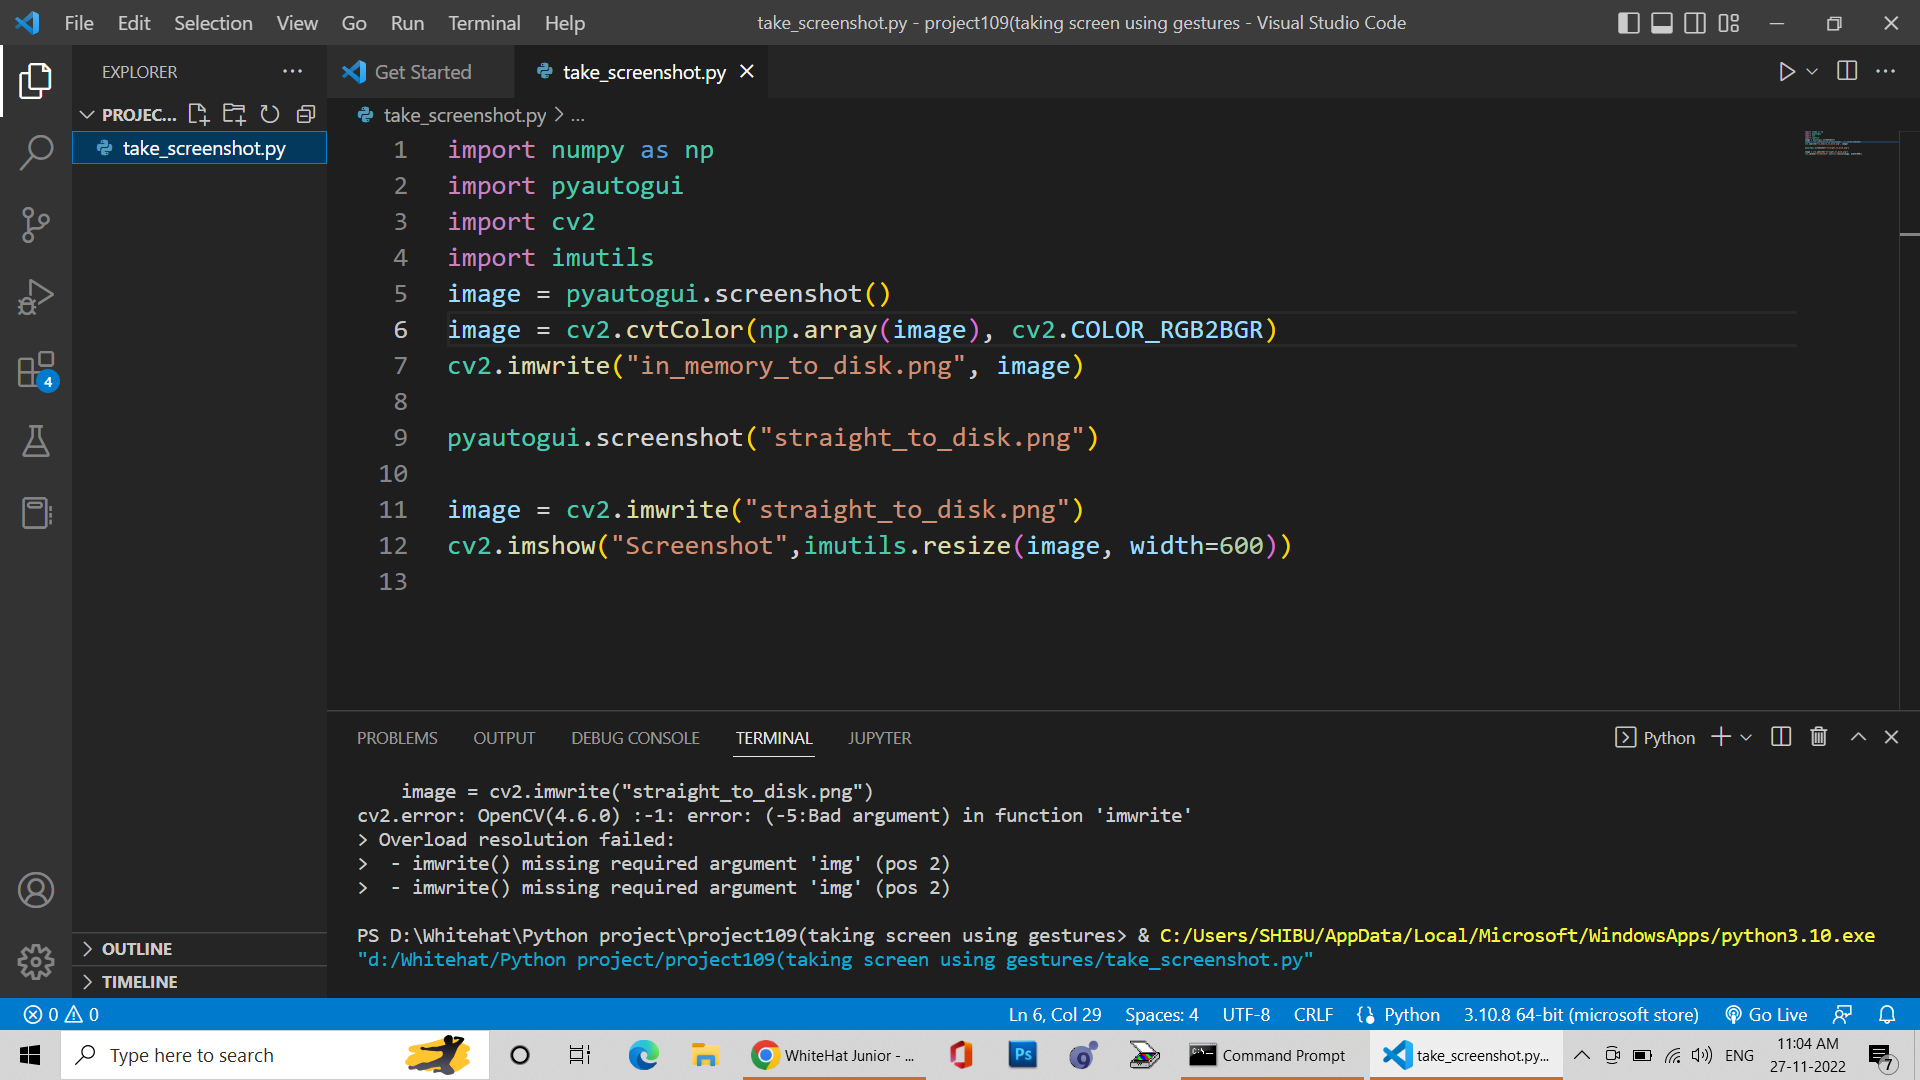 File Edit Selection View Go Run Terminal Help
take_screenshot.py - project109(taking screen using gestures - Visual Studio Code
EXPLORER
Get Started
take_screenshot.py
PROJEC...
take_screenshot.py > ...
take_screenshot.py
1 import numpy as np
2 import pyautogui
3 import cv2
4 import imutils
5 image = pyautogui.screenshot()
6 image = cv2.cvtColor(np.array(image), cv2.COLOR_RGB2BGR)
7 cv2.imwrite("in_memory_to_disk.png", image)
8
9 pyautogui.screenshot("straight_to_disk.png")
10
11 image = cv2.imwrite("straight_to_disk.png")
12 cv2.imshow("Screenshot",imutils.resize(image, width=600))
13
4
PROBLEMS OUTPUT DEBUG CONSOLE TERMINAL JUPYTER
Python
image = cv2.imwrite("straight_to_disk.png")
cv2.error: OpenCV(4.6.0) :-1: error: (-5:Bad argument) in function 'imwrite'
> Overload resolution failed:
>  - imwrite() missing required argument 'img' (pos 2)
>  - imwrite() missing required argument 'img' (pos 2)
PS D:\Whitehat\Python project\project109(taking screen using gestures> & C:/Users/SHIBU/AppData/Local/Microsoft/WindowsApps/python3.10.exe
"d:/Whitehat/Python project/project109(taking screen using gestures/take_screenshot.py"
OUTLINE
TIMELINE
0 0
Ln 6, Col 29 Spaces: 4 UTF-8 CRLF Python 3.10.8 64-bit (microsoft store) Go Live
Type here to search
WhiteHat Junior - ...
Ps
Command Prompt
take_screenshot.py...
ENG
11:04 AM
27-11-2022
7